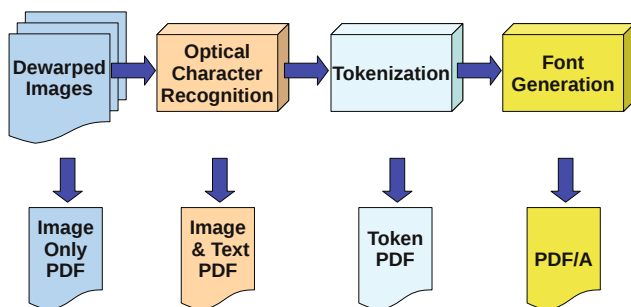 Dewarped
Images
Optical
Character
Recognition
Tokenization
Font
Generation
Image
Only
PDF
Image
& Text
PDF
Token
PDF
PDF/A